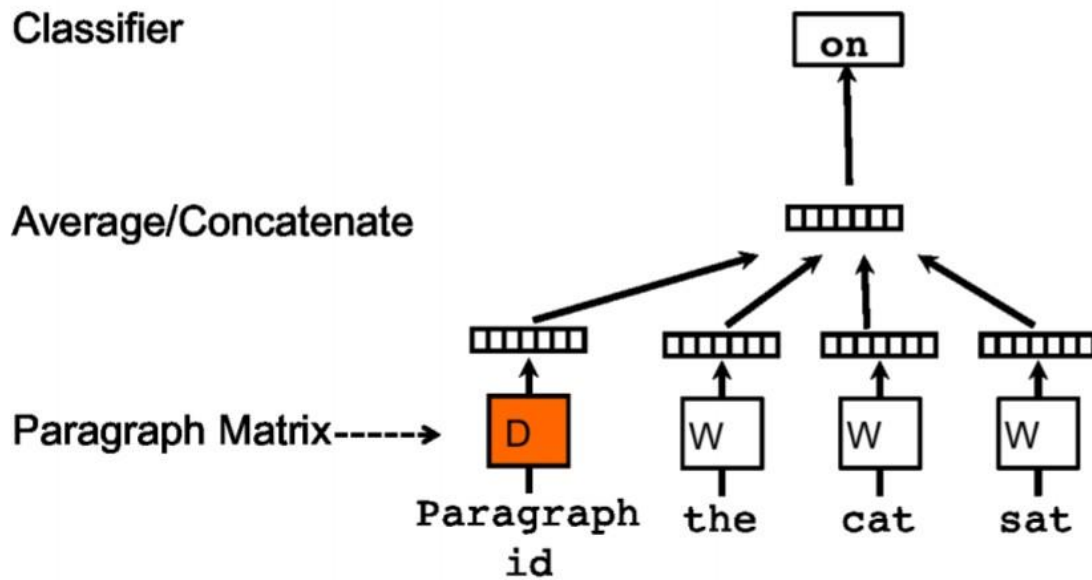 Classifier
on
Average/Concatenate
Paragraph Matrix
D
W
W
W
Paragraph
id
the
cat
sat